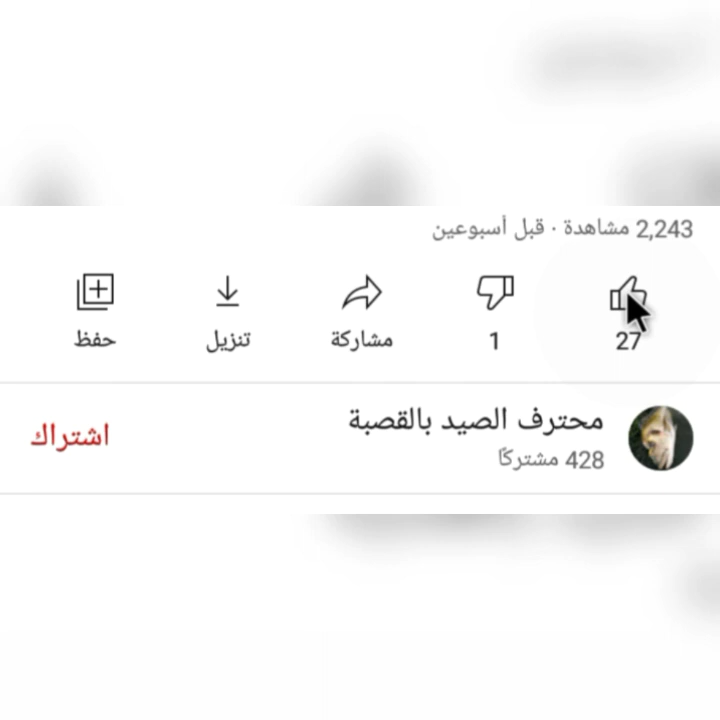 2,243 مشاهدة · قبل أسبوعين
27 1 مشاركة تنزيل حفظ
محترف الصيد بالقصبة اشتراك
428 مشتركًا